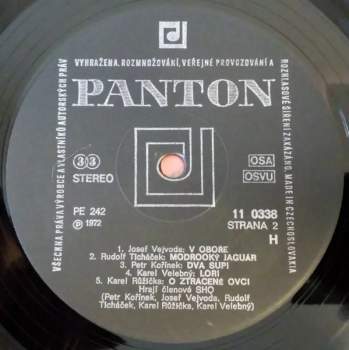 VŠECHNA PRÁVA VÝROBCE A VLASTNÍKŮ AUTORSKÝCH PRÁV VYHRAŽENA. ROZMNOŽOVÁNÍ, VEŘEJNÉ PROVOZOVÁNÍ A ROZHLASOVÉ ŠÍŘENÍ ZAKÁZÁNO. MADE IN CZECHOSLOVAKIA
PANTON
33
STEREO
OSA
OSVU
PE 242
℗ 1972
11 0338
STRANA 2
H
1. Josef Vejvoda: V OBOŘE
2. Rudolf Ticháček: MODROOKÝ JAGUÁR
3. Petr Kořínek: DVA SUPI
4. Karel Velebný: LORI
5. Karel Růžička: O ZTRACENÉ OVCI
Hrají členové SHQ
(Petr Kořínek, Josef Vejvoda, Rudolf
Ticháček, Karel Růžička, Karel Velebný)